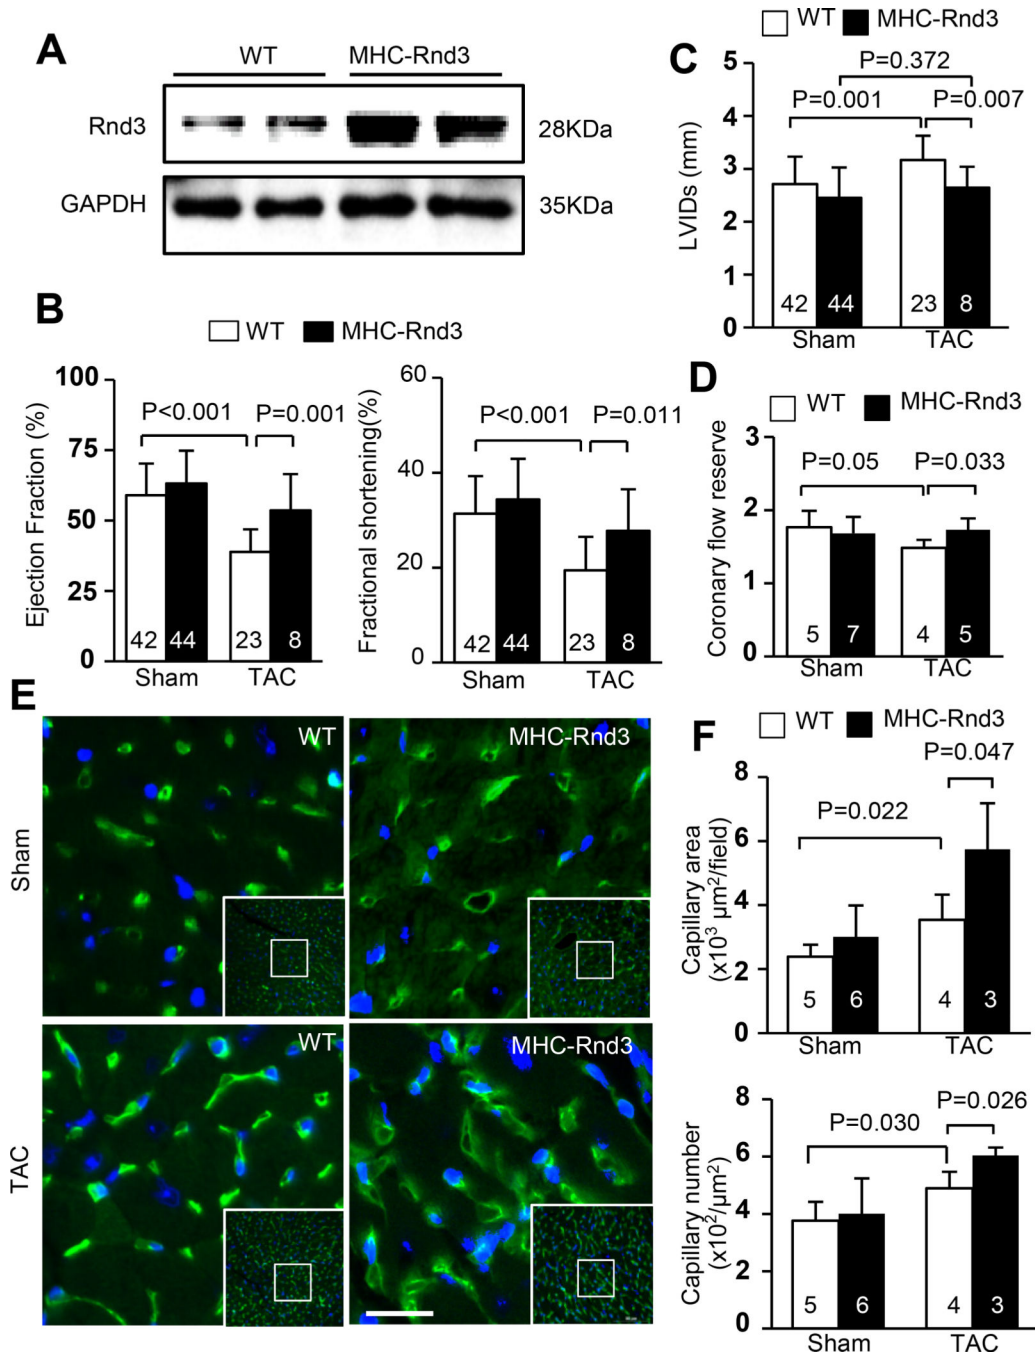 A
WT MHC-Rnd3
Rnd3 28KDa
GAPDH 35KDa
B
WT MHC-Rnd3
Ejection Fraction (%)
100
75
50
25
0
P<0.001 P=0.001
42 44 23 8
Sham TAC
Fractional shortening(%)
60
40
20
0
P<0.001 P=0.011
42 44 23 8
Sham TAC
C
WT MHC-Rnd3
LVIDs (mm)
5
4
3
2
1
0
P=0.372
P=0.001 P=0.007
42 44 23 8
Sham TAC
D
WT MHC-Rnd3
Coronary flow reserve
3
2
1
0
P=0.05 P=0.033
5 7 4 5
Sham TAC
E
Sham
WT MHC-Rnd3
TAC
WT MHC-Rnd3
F
WT MHC-Rnd3
Capillary area
(x10³ µm²/field)
8
6
4
2
0
P=0.047
P=0.022
5 6 4 3
Sham TAC
Capillary number
(x10²/µm²)
8
6
4
2
0
P=0.026
P=0.030
5 6 4 3
Sham TAC